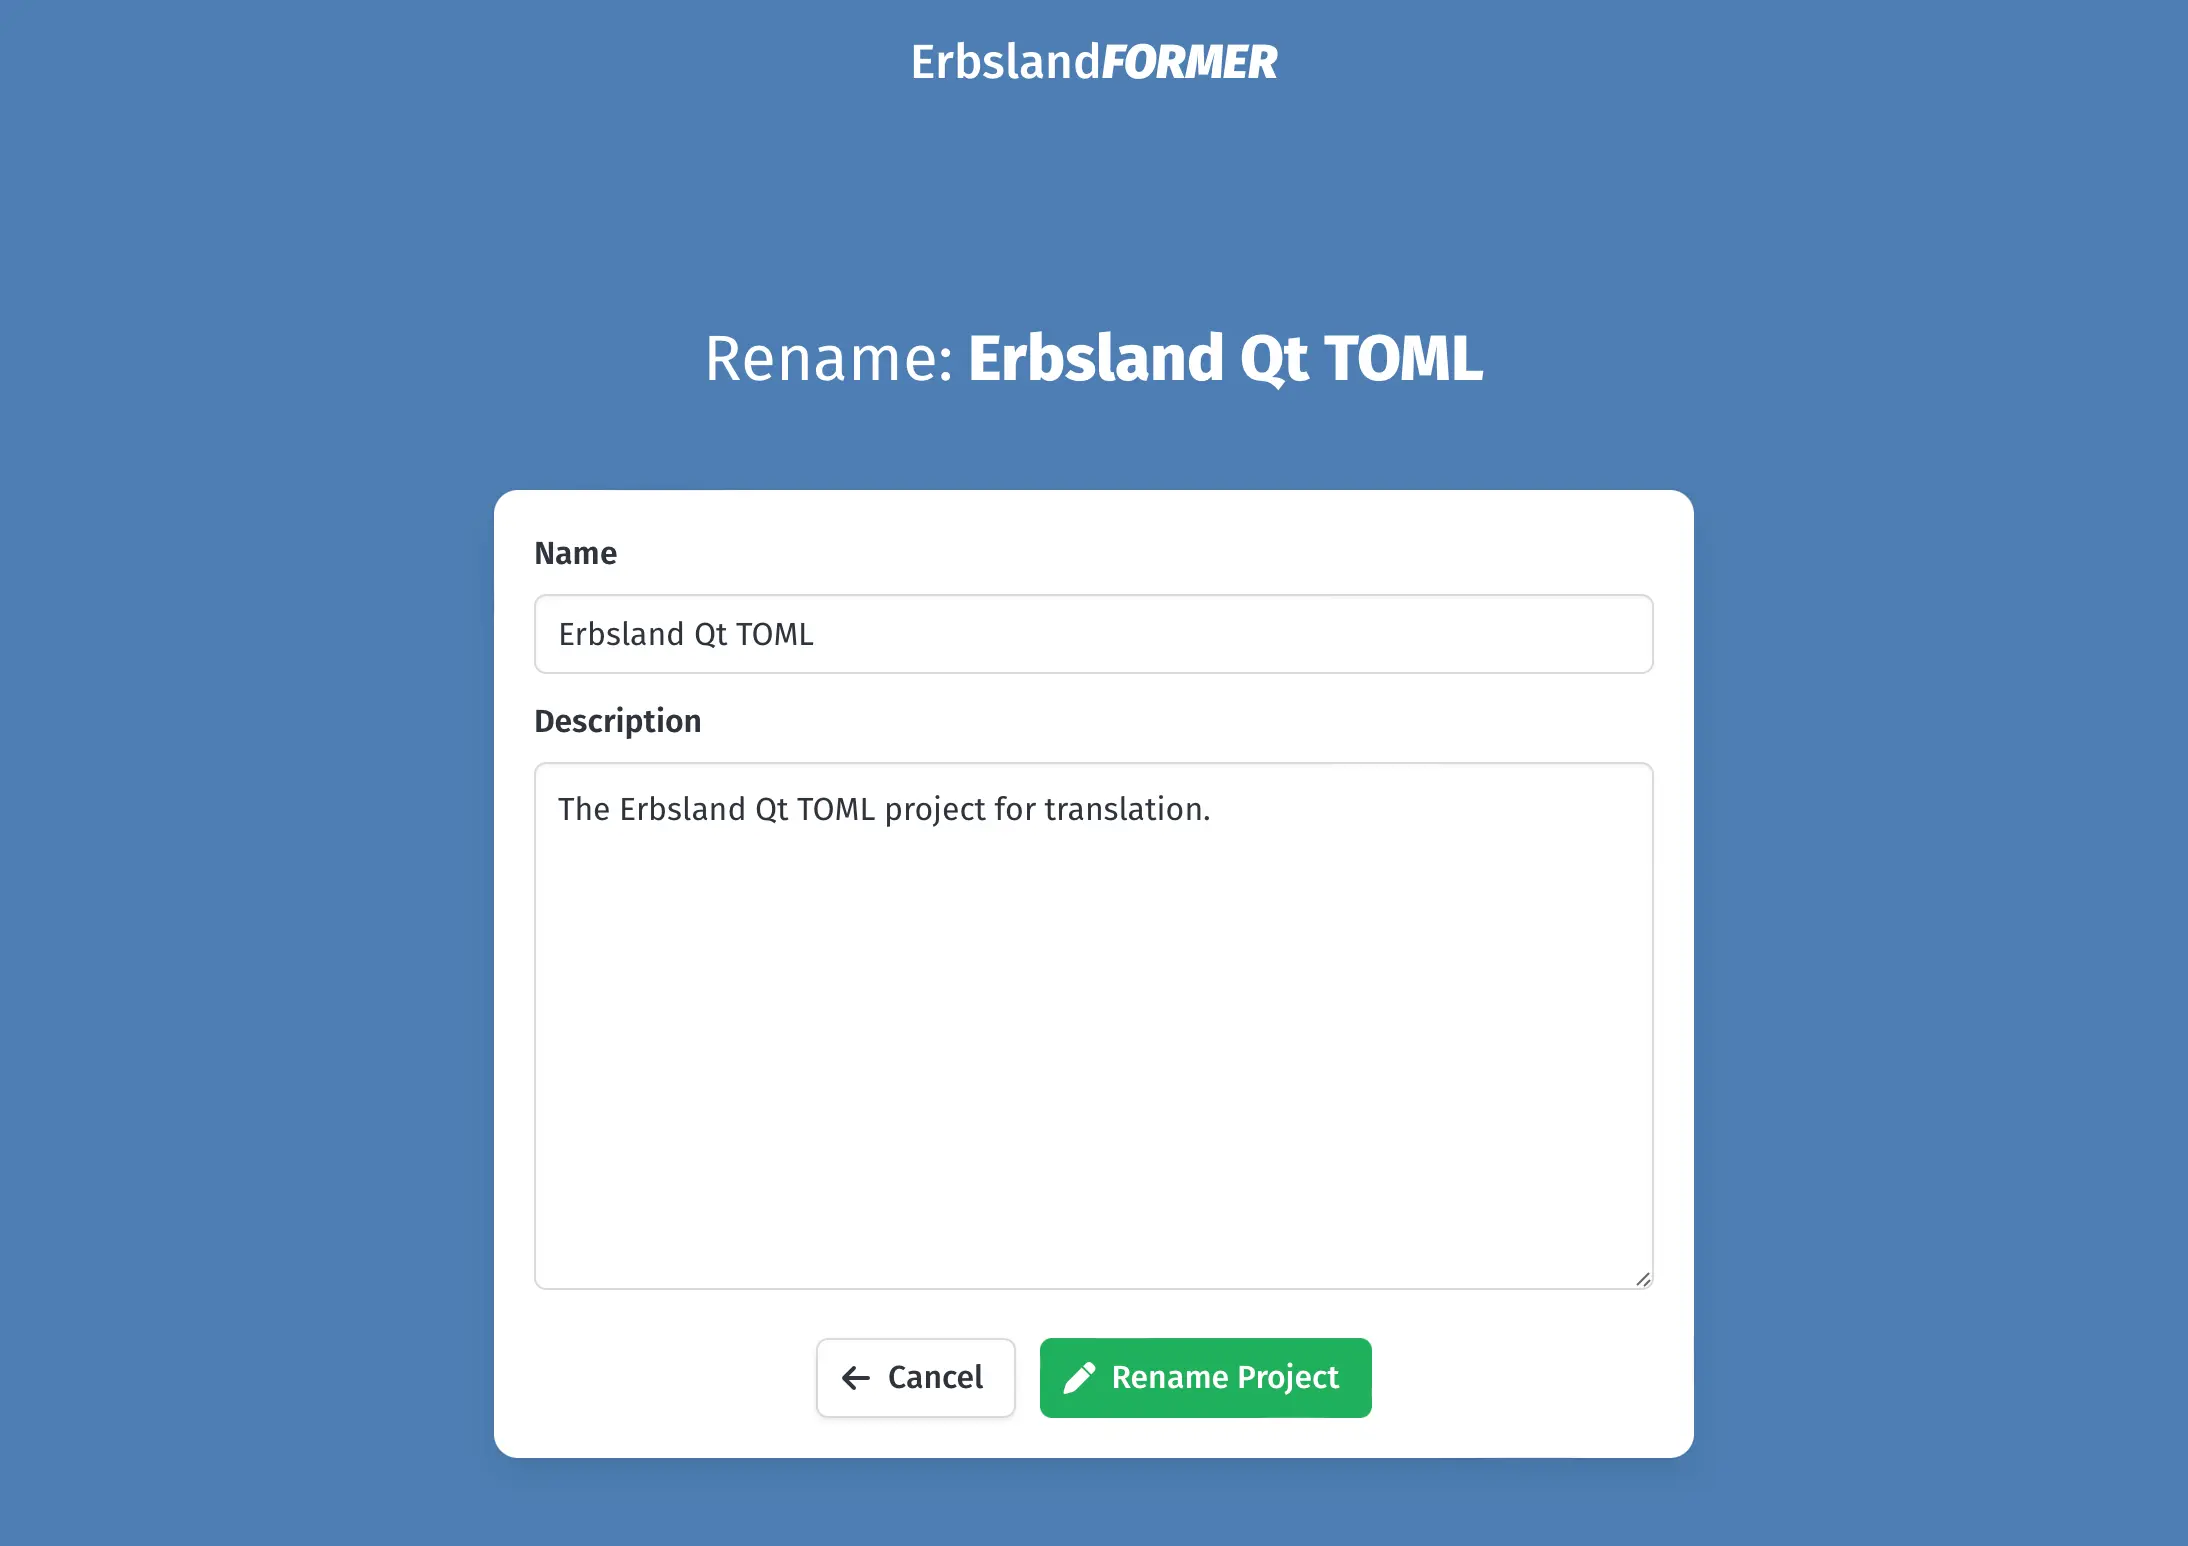 ErbslandFORMER
Rename: Erbsland Qt TOML
Name
Erbsland Qt TOML
Description
The Erbsland Qt TOML project for translation.
Cancel
Rename Project